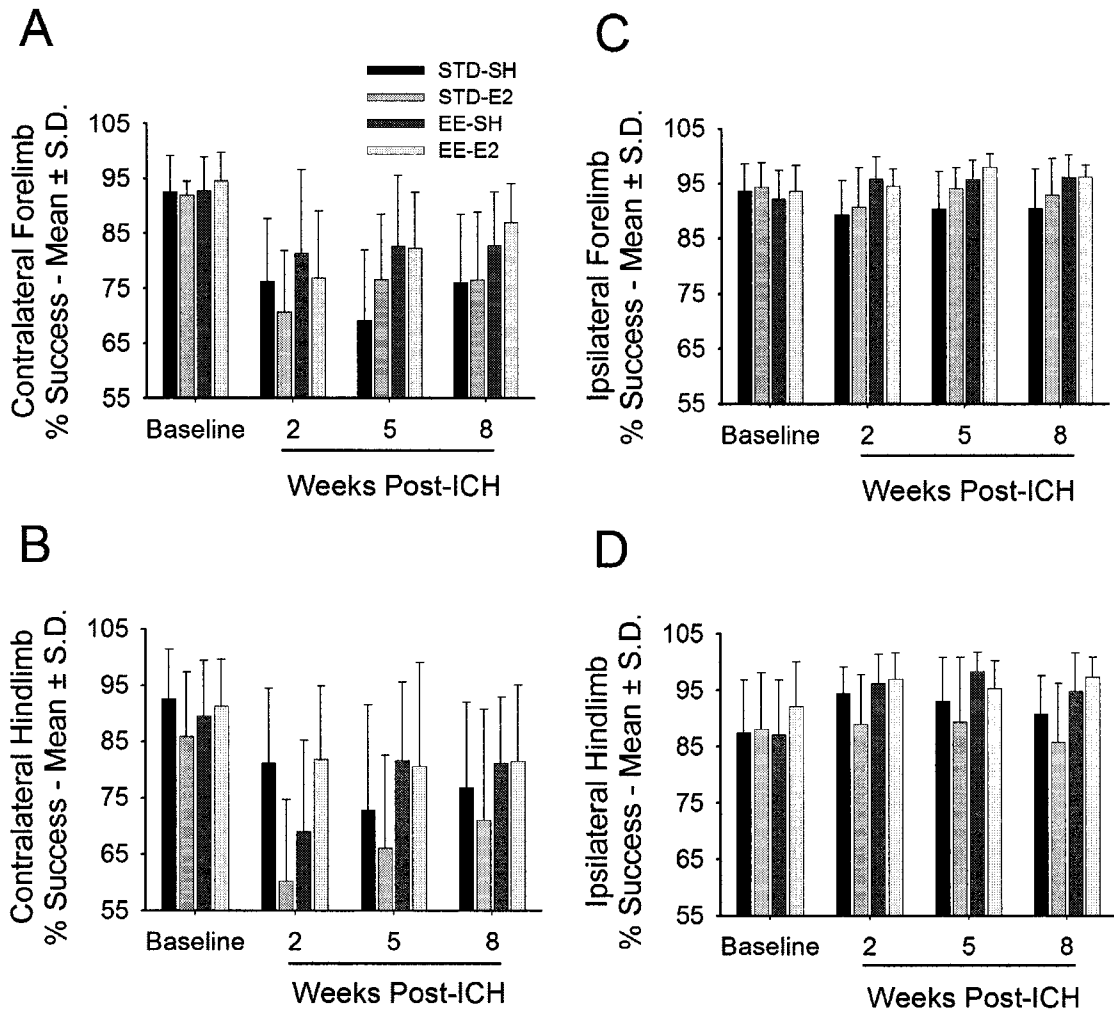 A
STD-SH
STD-E2
EE-SH
EE-E2
Contralateral Forelimb
% Success - Mean ± S.D.
105
95
85
75
65
55
Baseline 2 5 8
Weeks Post-ICH
C
Ipsilateral Forelimb
% Success - Mean ± S.D.
105
95
85
75
65
55
Baseline 2 5 8
Weeks Post-ICH
B
Contralateral Hindlimb
% Success - Mean ± S.D.
105
95
85
75
65
55
Baseline 2 5 8
Weeks Post-ICH
D
Ipsilateral Hindlimb
% Success - Mean ± S.D.
105
95
85
75
65
55
Baseline 2 5 8
Weeks Post-ICH